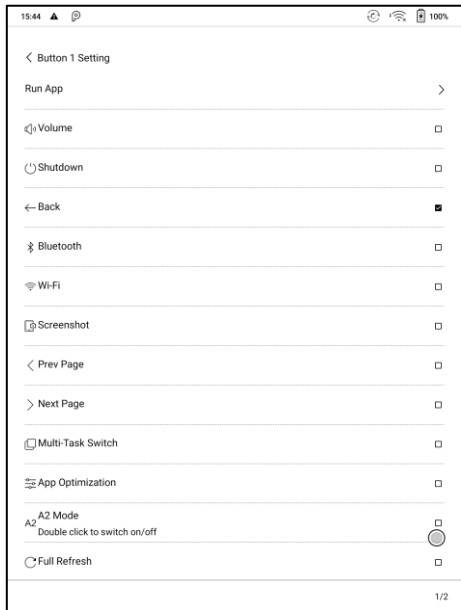 15:44 100%
Button 1 Setting
Run App
Volume
Shutdown
Back
Bluetooth
Wi-Fi
Screenshot
Prev Page
Next Page
Multi-Task Switch
App Optimization
A2 A2 Mode
Double click to switch on/off
Full Refresh
1/2